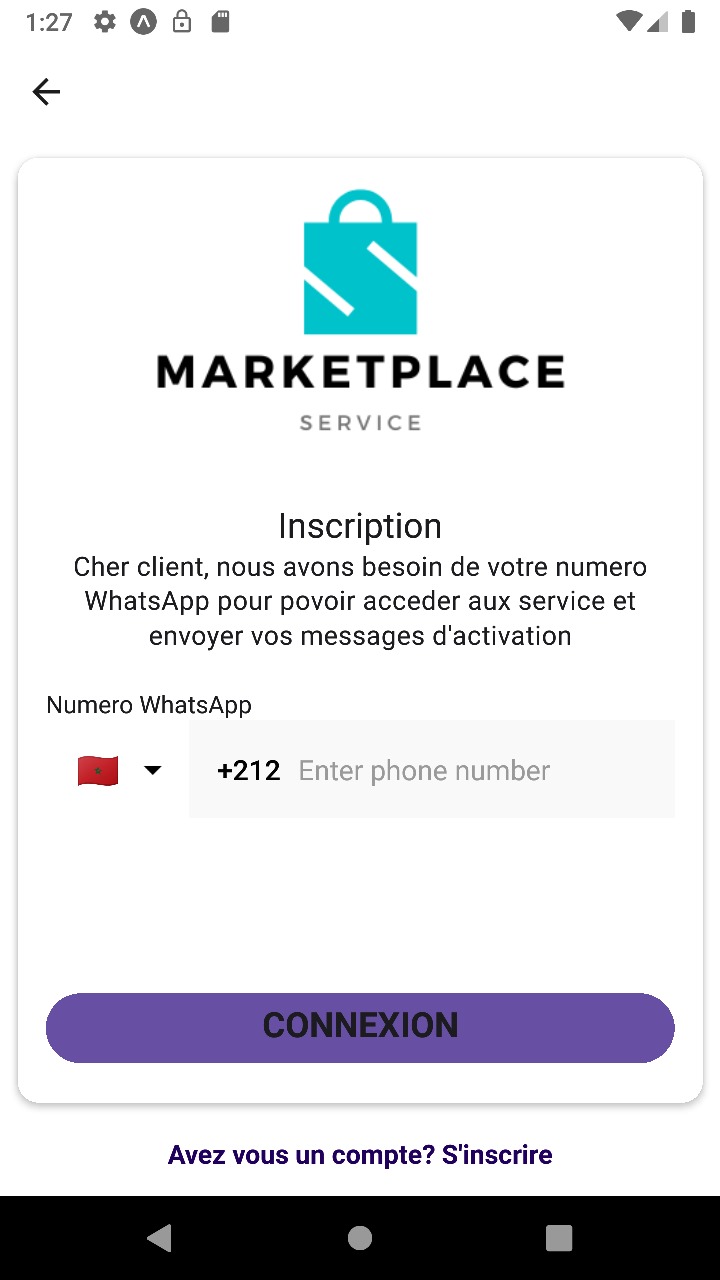 1:27
MARKETPLACE
SERVICE
Inscription
Cher client, nous avons besoin de votre numero
WhatsApp pour povoir acceder aux service et
envoyer vos messages d'activation
Numero WhatsApp
+212 Enter phone number
CONNEXION
Avez vous un compte? S'inscrire